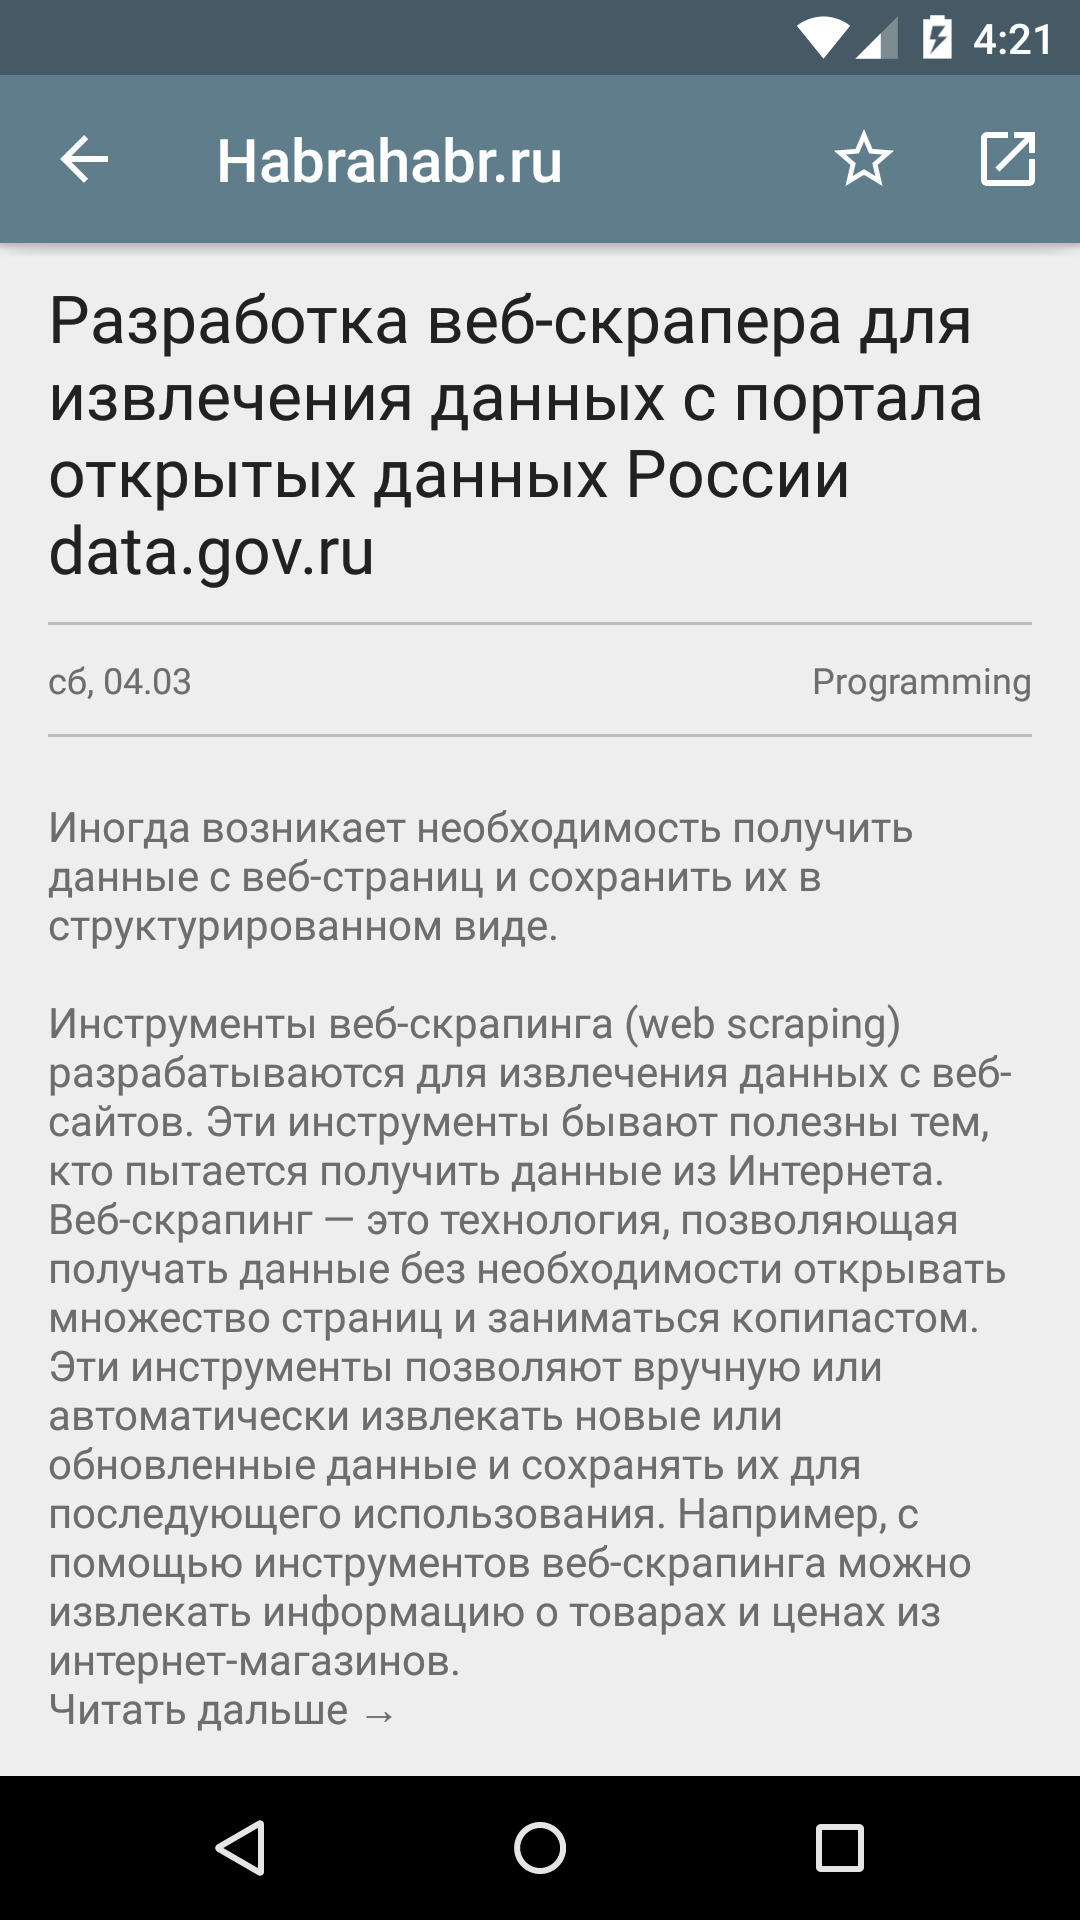 4:21
Habrahabr.ru
Разработка веб-скрапера для
извлечения данных с портала
открытых данных России
data.gov.ru
сб, 04.03
Programming
Иногда возникает необходимость получить
данные с веб-страниц и сохранить их в
структурированном виде.
Инструменты веб-скрапинга (web scraping)
разрабатываются для извлечения данных с веб-
сайтов. Эти инструменты бывают полезны тем,
кто пытается получить данные из Интернета.
Веб-скрапинг — это технология, позволяющая
получать данные без необходимости открывать
множество страниц и заниматься копипастом.
Эти инструменты позволяют вручную или
автоматически извлекать новые или
обновленные данные и сохранять их для
последующего использования. Например, с
помощью инструментов веб-скрапинга можно
извлекать информацию о товарах и ценах из
интернет-магазинов.
Читать дальше →